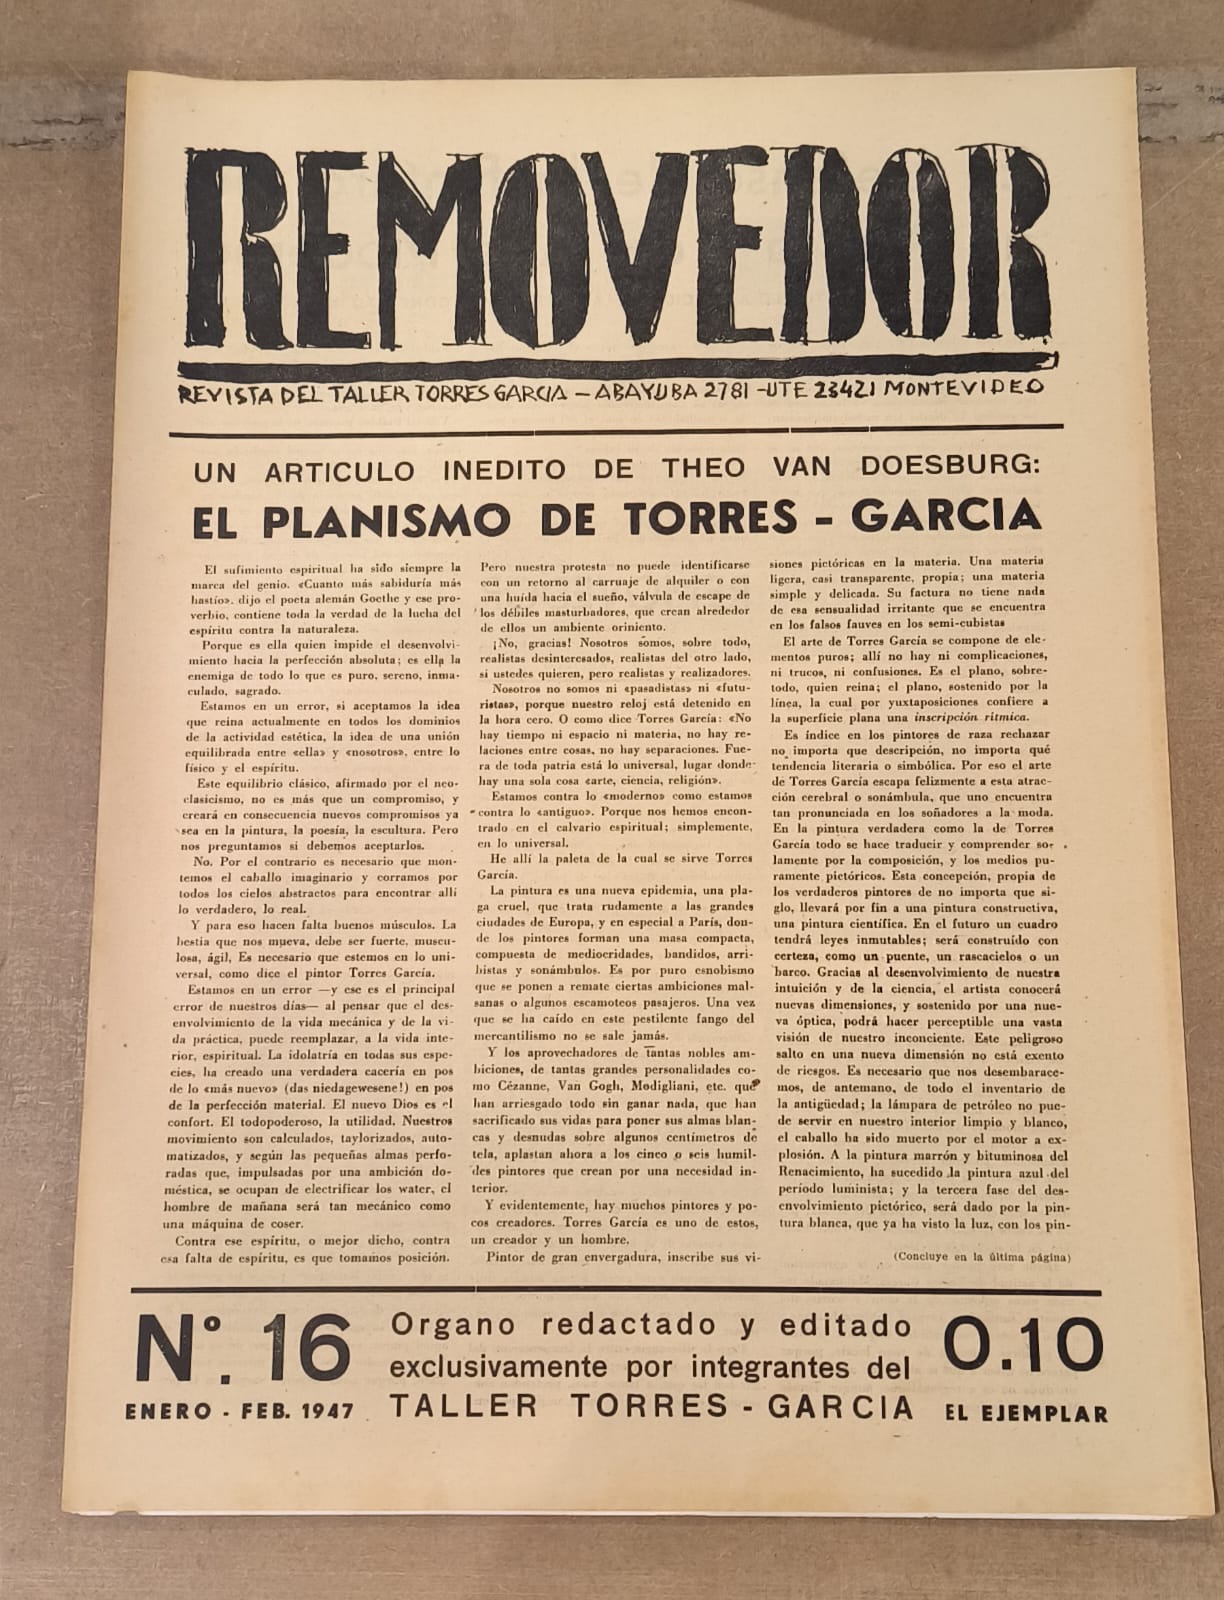 REMOVEDOR
REVISTA DEL TALLER TORRES GARCIA — ABAYUBA 2781 - UTE 23421 MONTEVIDEO
UN ARTICULO INEDITO DE THEO VAN DOESBURG:
EL PLANISMO DE TORRES - GARCIA
El sufimiento espiritual ha sido siempre la
marca del genio. «Cuanto más sabiduría más
hastío». dijo el poeta alemán Goethe y ese pro-
verbio, contiene toda la verdad de la lucha del
espíritu contra la naturaleza.
Porque es ella quien impide el desenvolvi-
miento hacia la perfección absoluta; es ella la
enemiga de todo lo que es puro, sereno, inma-
culado, sagrado.
Estamos en un error, si aceptamos la idea
que reina actualmente en todos los dominios
de la actividad estética, la idea de una unión
equilibrada entre «ella» y «nosotros», entre lo
físico y el espíritu.
Este equilibrio clásico, afirmado por el neo-
clasicismo, no es más que un compromiso, y
creará en consecuencia nuevos compromisos ya
sea en la pintura, la poesía, la escultura. Pero
nos preguntamos si debemos aceptarlos.
No. Por el contrario es necesario que mon-
temos el caballo imaginario y corramos por
todos los cielos abstractos para encontrar allí
lo verdadero, lo real.
Y para eso hacen falta buenos músculos. La
bestia que nos mueva, debe ser fuerte, muscu-
losa, ágil, Es necesario que estemos en lo uni-
versal, como dice el pintor Torres García.
Estamos en un error —y ese es el principal
error de nuestros días— al pensar que el des-
envolvimiento de la vida mecánica y de la vi-
da práctica, puede reemplazar, a la vida inte-
rior, espiritual. La idolatría en todas sus espe-
cies, ha creado una verdadera cacería en pos
de lo «más nuevo» (das niedagewesene!) en pos
de la perfección material. El nuevo Dios es el
confort. El todopoderoso, la utilidad. Nuestros
movimiento son calculados, taylorizados, auto-
matizados, y según las pequeñas almas perfo-
radas que, impulsadas por una ambición do-
méstica, se ocupan de electrificar los water, el
hombre de mañana será tan mecánico como
una máquina de coser.
Contra ese espíritu, o mejor dicho, contra
esa falta de espíritu, es que tomamos posición.
Pero nuestra protesta no puede identificarse
con un retorno al carruaje de alquiler o con
una huída hacia el sueño, válvula de escape de
los débiles masturbadores, que crean alrededor
de ellos un ambiente oriniento.
¡No, gracias! Nosotros somos, sobre todo,
realistas desinteresados, realistas del otro lado,
si ustedes quieren, pero realistas y realizadores.
Nosotros no somos ni «pasadistas» ni «futu-
ristas», porque nuestro reloj está detenido en
la hora cero. O como dice Torres García: «No
hay tiempo ni espacio ni materia, no hay re-
laciones entre cosas, no hay separaciones. Fue-
ra de toda patria está lo universal, lugar donde
hay una sola cosa «arte, ciencia, religión».
Estamos contra lo «moderno» como estamos
contra lo «antiguo». Porque nos hemos encon-
trado en el calvario espiritual; simplemente,
en lo universal.
He allí la paleta de la cual se sirve Torres
García.
La pintura es una nueva epidemia, una pla-
ga cruel, que trata rudamente a las grandes
ciudades de Europa, y en especial a París, don-
de los pintores forman una masa compacta,
compuesta de mediocridades, bandidos, arri-
bistas y sonámbulos. Es por puro esnobismo
que se ponen a remate ciertas ambiciones mal-
sanas o algunos escamoteos pasajeros. Una vez
que se ha caído en este pestilente fango del
mercantilismo no se sale jamás.
Y los aprovechadores de tantas nobles am-
biciones, de tantas grandes personalidades co-
mo Cézanne, Van Gogh, Modigliani, etc. que
han arriesgado todo sin ganar nada, que han
sacrificado sus vidas para poner sus almas blan-
cas y desnudas sobre algunos centímetros de
tela, aplastan ahora a los cinco o seis humil-
des pintores que crean por una necesidad in-
terior.
Y evidentemente, hay muchos pintores y po-
cos creadores. Torres García es uno de estos,
un creador y un hombre.
Pintor de gran envergadura, inscribe sus vi-
siones pictóricas en la materia. Una materia
ligera, casi transparente, propia; una materia
simple y delicada. Su factura no tiene nada
de esa sensualidad irritante que se encuentra
en los falsos fauves en los semi-cubistas
El arte de Torres García se compone de ele-
mentos puros; allí no hay ni complicaciones,
ni trucos, ni confusiones. Es el plano, sobre-
todo, quien reina; el plano, sostenido por la
línea, la cual por yuxtaposiciones confiere a
la superficie plana una inscripción rítmica.
Es índice en los pintores de raza rechazar
no importa que descripción, no importa qué
tendencia literaria o simbólica. Por eso el arte
de Torres García escapa felizmente a esta atrac-
ción cerebral o sonámbula, que uno encuentra
tan pronunciada en los soñadores a la moda.
En la pintura verdadera como la de Torres
García todo se hace traducir y comprender so-
lamente por la composición, y los medios pu-
ramente pictóricos. Esta concepción, propia de
los verdaderos pintores de no importa que si-
glo, llevará por fin a una pintura constructiva,
una pintura científica. En el futuro un cuadro
tendrá leyes inmutables; será construído con
certeza, como un puente, un rascacielos o un
barco. Gracias al desenvolvimiento de nuestra
intuición y de la ciencia, el artista conocerá
nuevas dimensiones, y sostenido por una nue-
va óptica, podrá hacer perceptible una vasta
visión de nuestro inconciente. Este peligroso
salto en una nueva dimensión no está exento
de riesgos. Es necesario que nos desembarace-
mos, de antemano, de todo el inventario de
la antigüedad; la lámpara de petróleo no pue-
de servir en nuestro interior limpio y blanco,
el caballo ha sido muerto por el motor a ex-
plosión. A la pintura marrón y bituminosa del
Renacimiento, ha sucedido la pintura azul del
período luminista; y la tercera fase del des-
envolvimiento pictórico, será dado por la pin-
tura blanca, que ya ha visto la luz, con los pin-
(Concluye en la última página)
Nº. 16
ENERO - FEB. 1947
Organo redactado y editado
exclusivamente por integrantes del
TALLER TORRES - GARCIA
0.10
EL EJEMPLAR